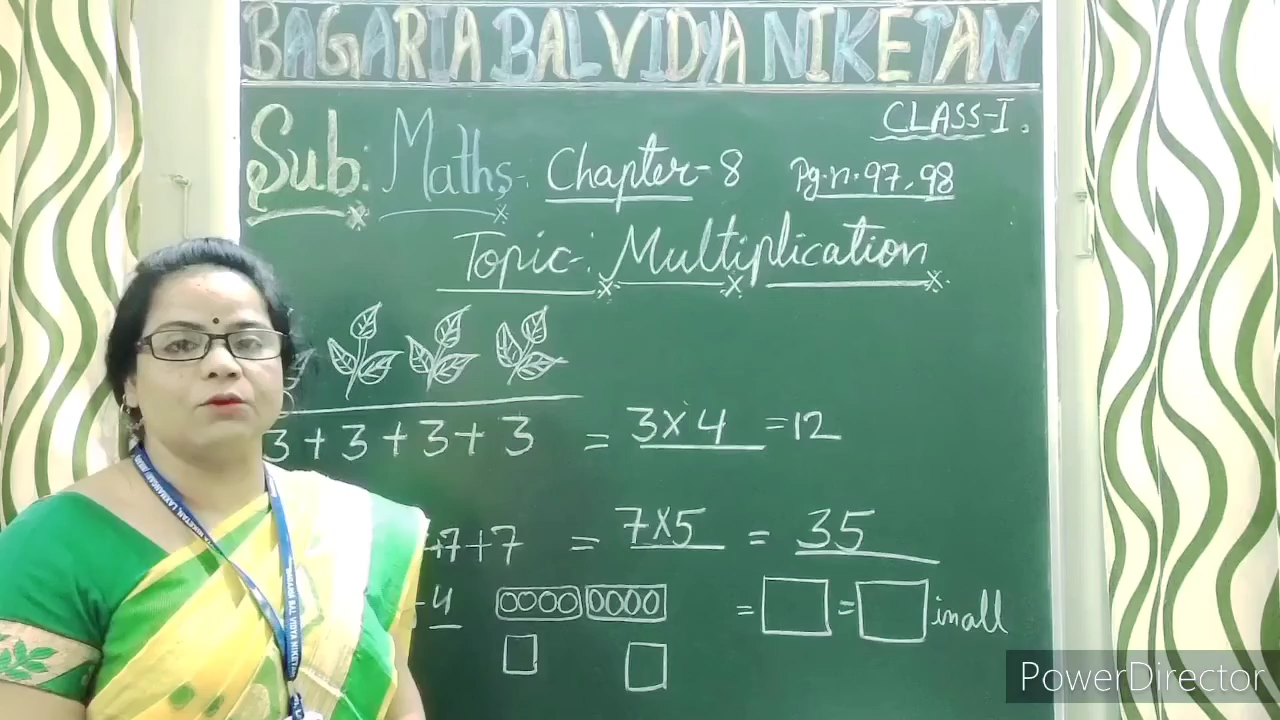 BAGARIA BAL VIDYA NIKETAN
CLASS-I.
Sub: Maths- Chapter-8 Pg.n.97,98
Topic-: Multiplication
3+3+3+3 = 3x4 =12
+7+7 = 7x5 = 35
-4 = = in all
PowerDirector